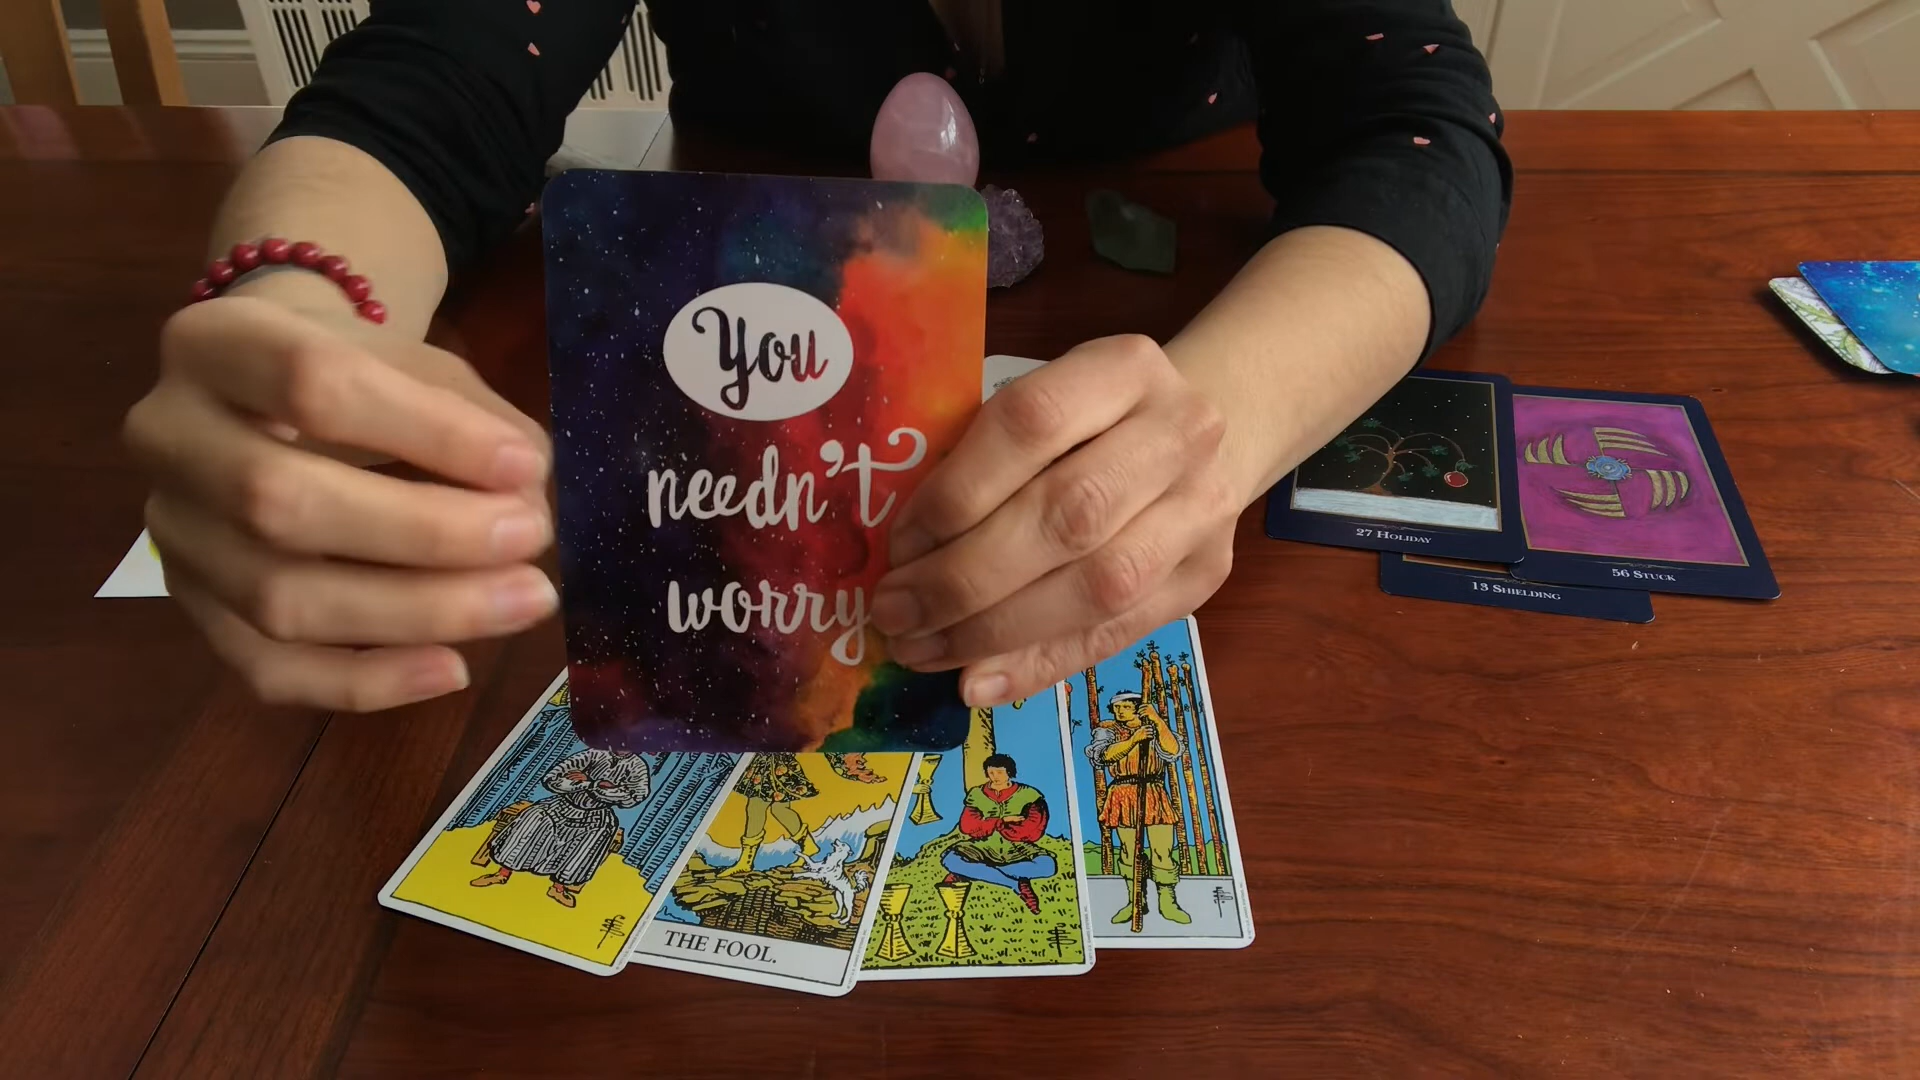 You
needn't
worry
27 HOLIDAY
56 STUCK
13 SHIELDING
THE FOOL.